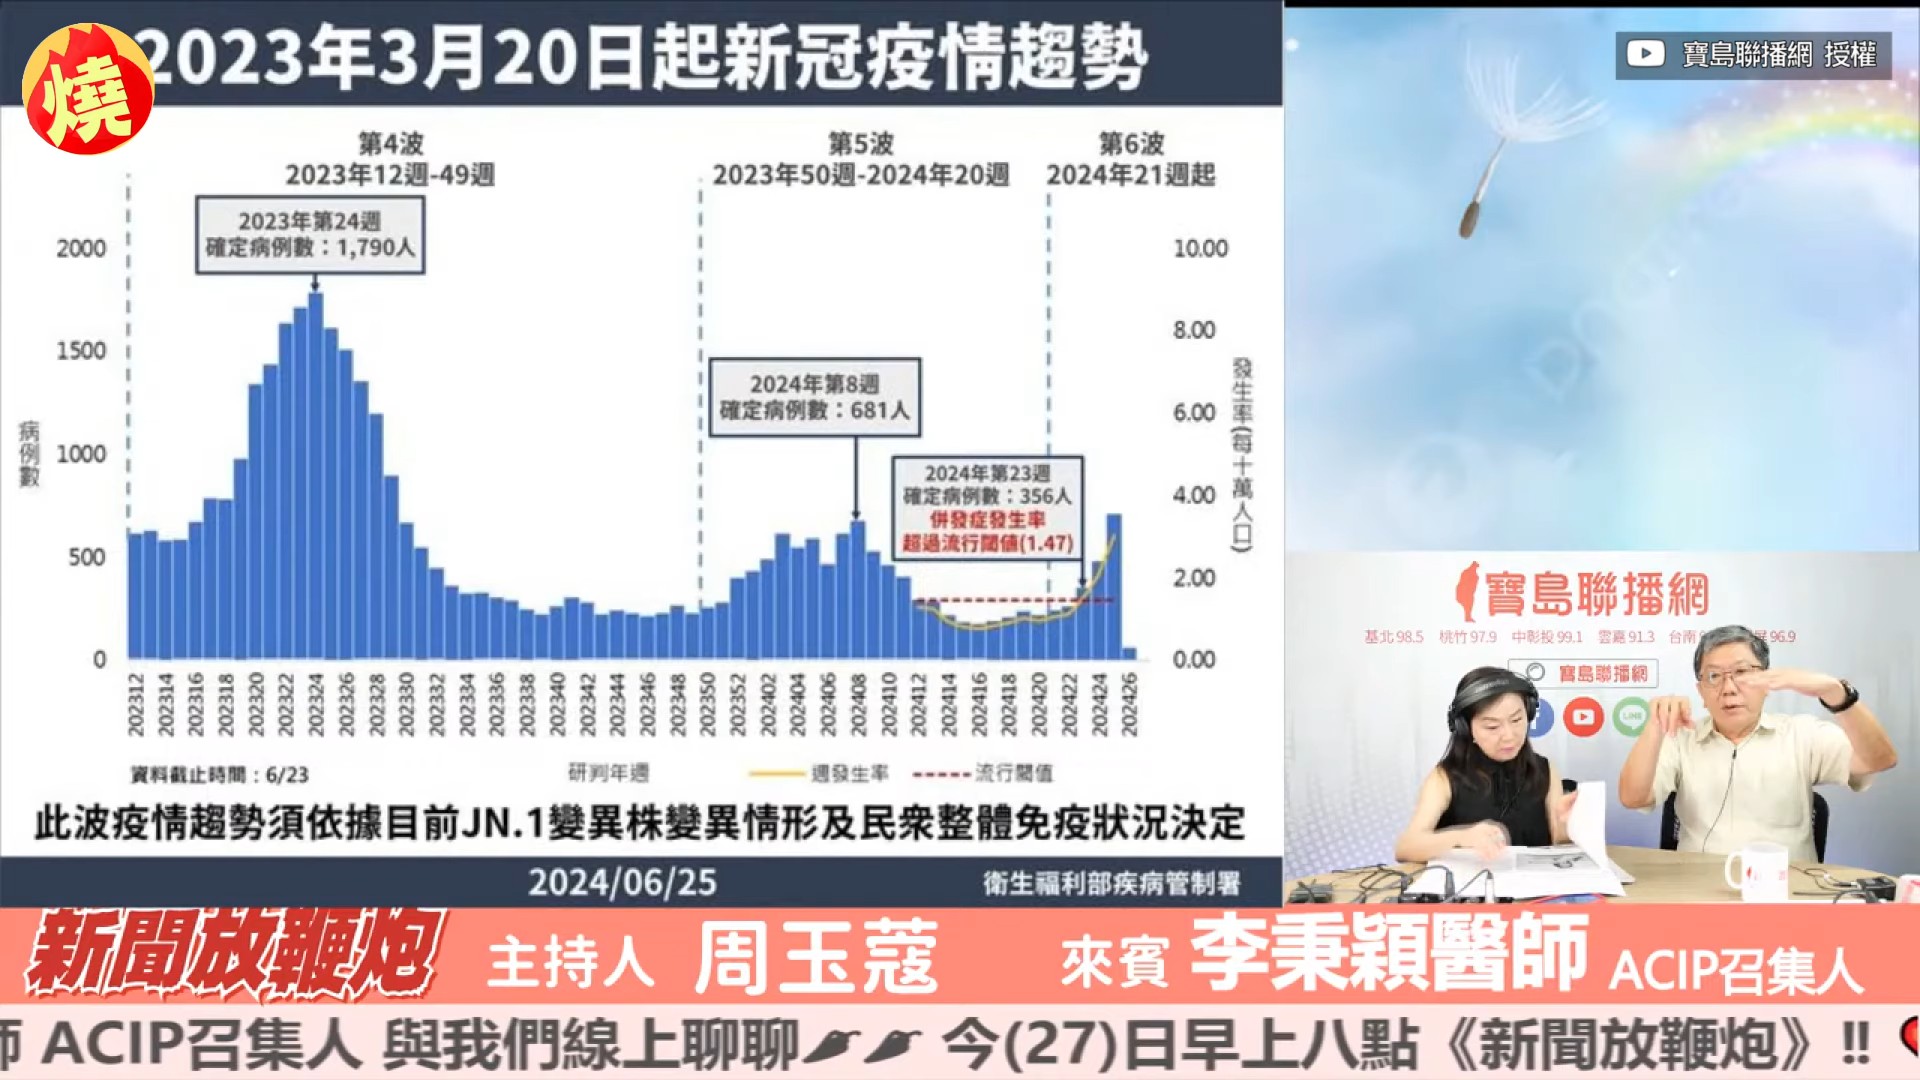 燒
2023年3月20日起新冠疫情趨勢
第4波
2023年12週-49週
第5波
2023年50週-2024年20週
第6波
2024年21週起
2023年第24週
確定病例數：1,790人
2024年第8週
確定病例數：681人
2024年第23週
確定病例數：356人
併發症發生率
超過流行閾值(1.47)
病例數
2000
1500
1000
500
0
10.00
8.00
6.00
4.00
2.00
0.00
發生率(每十萬人口)
202312 202314 202316 202318 202320 202322 202324 202326 202328 202330 202332 202334 202336 202338 202340 202342 202344 202346 202348 202350 202352 202402 202404 202406 202408 202410 202412 202414 202416 202418 202420 202422 202424 202426
資料截止時間：6/23
研判年週
週發生率
流行閾值
此波疫情趨勢須依據目前JN.1變異株變異情形及民眾整體免疫狀況決定
2024/06/25
衛生福利部疾病管制署
寶島聯播網 授權
寶島聯播網
基北98.5 桃竹97.9 中彰投99.1 雲嘉91.3 台南 96.9
寶島聯播網
LINE
新聞放鞭炮
主持人 周玉蔻
來賓 李秉穎醫師 ACIP召集人
師 ACIP召集人 與我們線上聊聊🌶🌶 今(27)日早上八點《新聞放鞭炮》!!